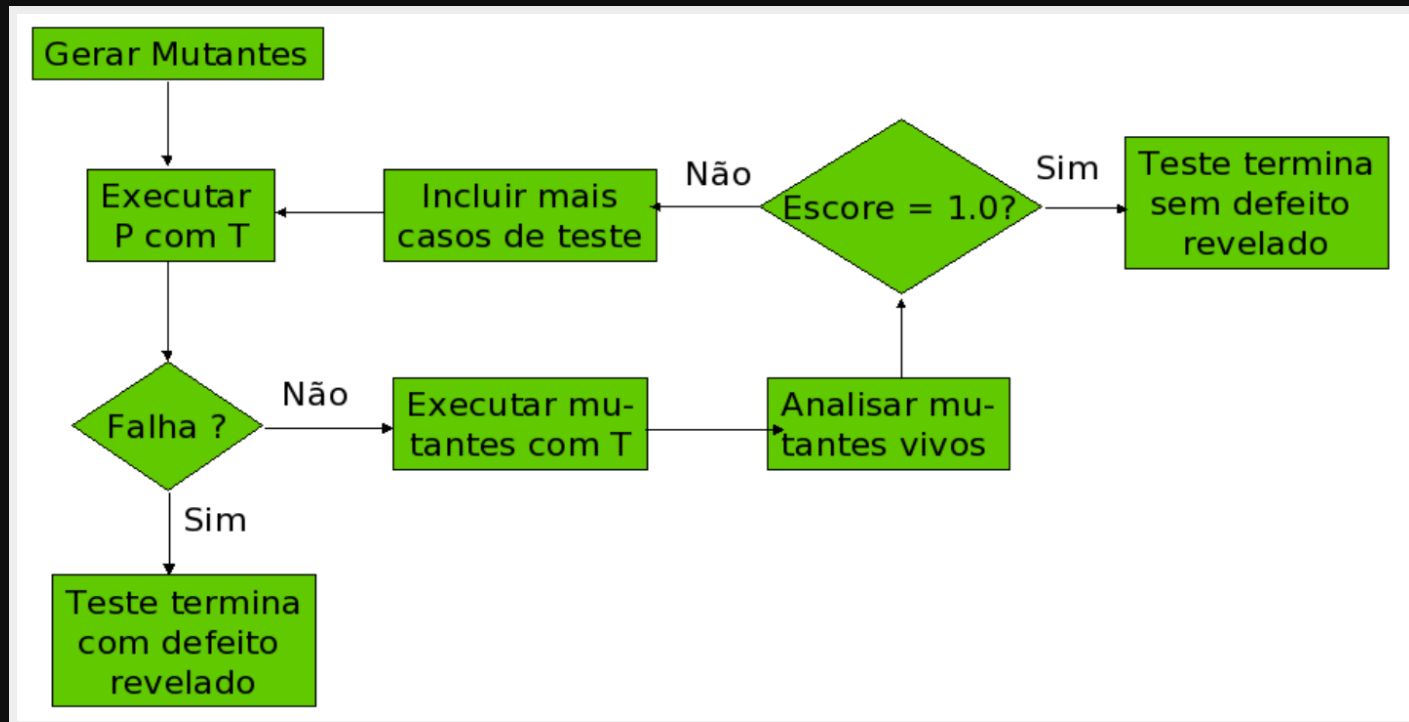 Gerar Mutantes
Executar
P com T
Incluir mais
casos de teste
Não
Escore = 1.0?
Sim
Teste termina
sem defeito
revelado
Falha ?
Não
Executar mu-
tantes com T
Analisar mu-
tantes vivos
Sim
Teste termina
com defeito
revelado